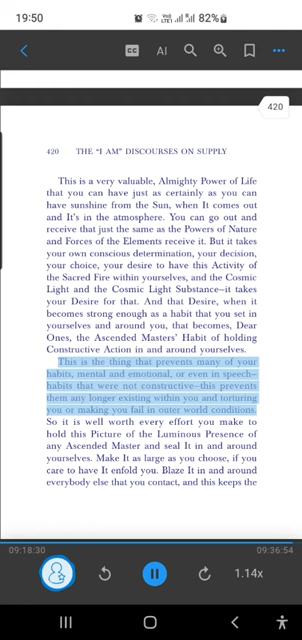 19:50
82%
CC
AI
420
420 THE "I AM" DISCOURSES ON SUPPLY
This is a very valuable, Almighty Power of Life
that you can have just as certainly as you can
have sunshine from the Sun, when It comes out
and It's in the atmosphere. You can go out and
receive that just the same as the Powers of Nature
and Forces of the Elements receive It. But it takes
your own conscious determination, your decision,
your choice, your desire to have this Activity of
the Sacred Fire within yourselves, and the Cosmic
Light and the Cosmic Light Substance—it takes
your Desire for that. And that Desire, when it
becomes strong enough as a habit that you set in
yourselves and around you, that becomes, Dear
Ones, the Ascended Masters' Habit of holding
Constructive Action in and around yourselves.
This is the thing that prevents many of your
habits, mental and emotional, or even in speech—
habits that were not constructive—this prevents
them any longer existing within you and torturing
you or making you fail in outer world conditions.
So it is well worth every effort you make to
hold this Picture of the Luminous Presence of
any Ascended Master and seal It in and around
yourselves. Make It as large as you choose, if you
care to have It enfold you. Blaze It in and around
everybody else that you contact, and this keeps the
09:18:30
09:36:54
1.14x